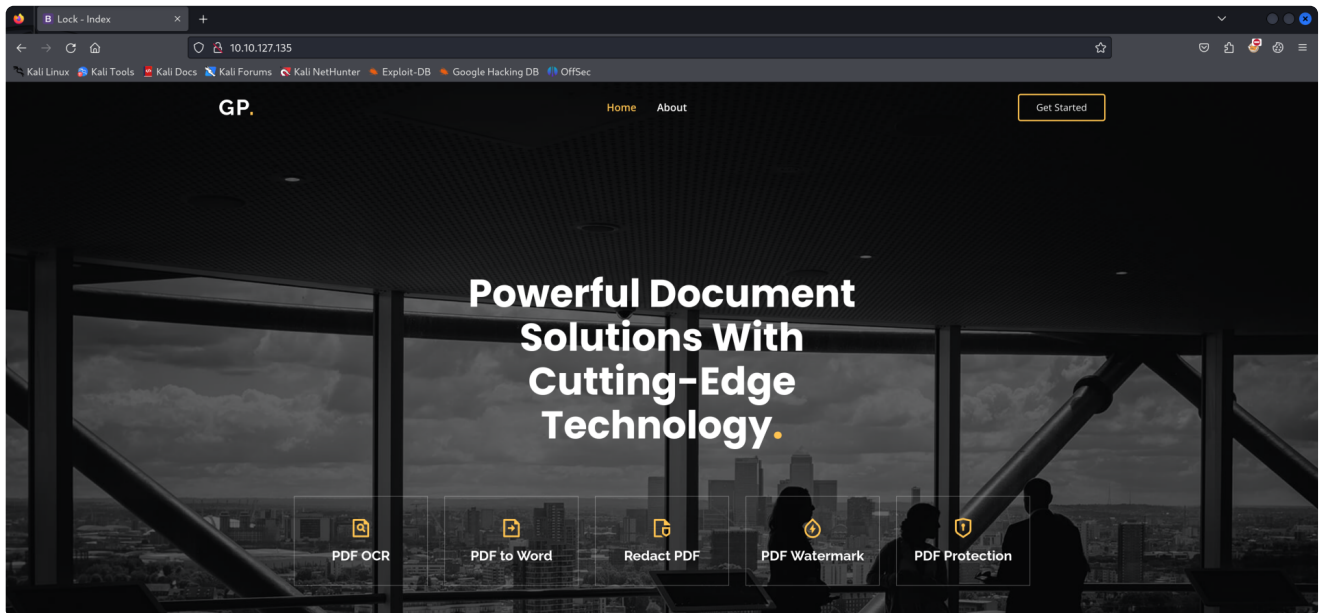 Lock - Index
10.10.127.135
Kali Linux Kali Tools Kali Docs Kali Forums Kali NetHunter Exploit-DB Google Hacking DB OffSec
GP. Home About Get Started
Powerful Document
Solutions With
Cutting-Edge
Technology.
PDF OCR PDF to Word Redact PDF PDF Watermark PDF Protection